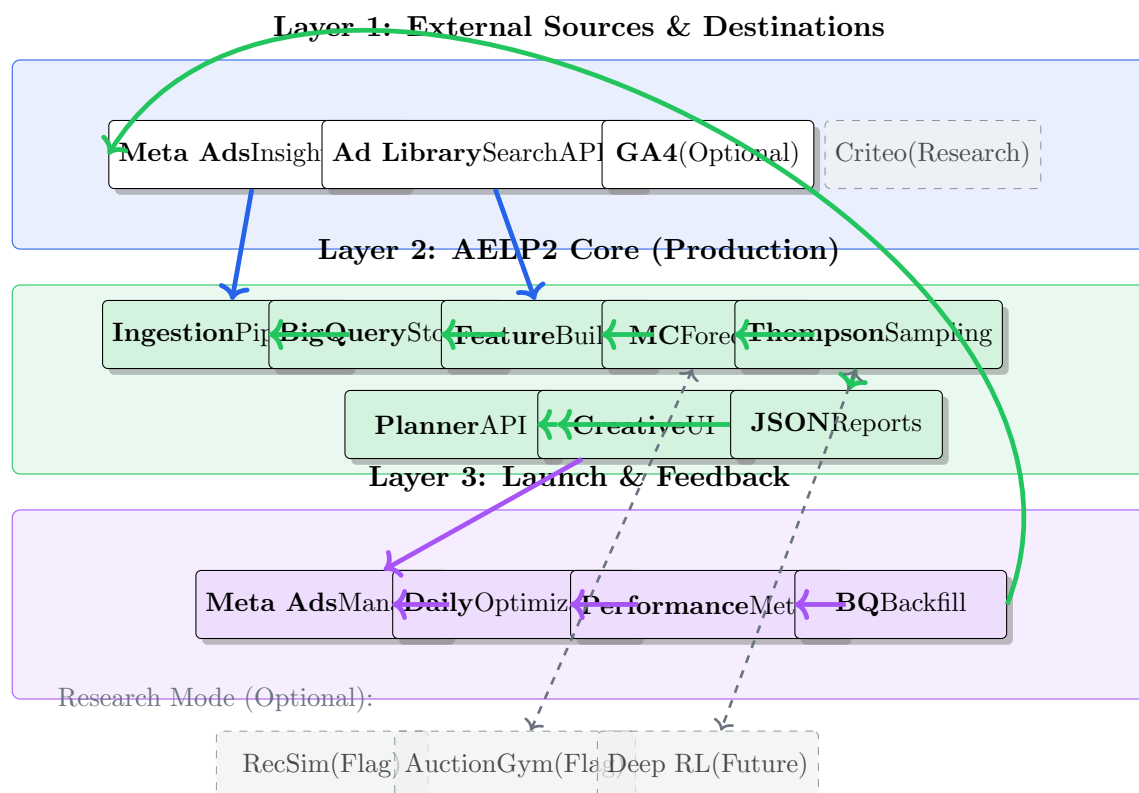 Layer 1: External Sources & Destinations
Meta AdsInsigh
Ad LibrarySearchAPI
GA4(Optional)
Criteo(Research)
Layer 2: AELP2 Core (Production)
IngestionPip
BigQuerySto
FeatureBuil
MCForec
ThompsonSampling
PlannerAPI
CreativeUI
JSONReports
Layer 3: Launch & Feedback
Meta AdsMan
DailyOptimiz
PerformanceMet
BQBackfill
Research Mode (Optional):
RecSim(Flag)
AuctionGym(Flag)
Deep RL(Future)